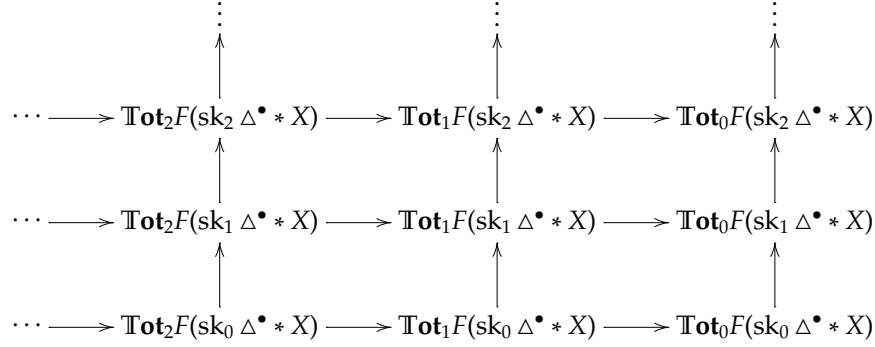 ⋮ ⋮ ⋮
⋯ 𝕋ot₂F(sk₂ △• * X) 𝕋ot₁F(sk₂ △• * X) 𝕋ot₀F(sk₂ △• * X)
⋯ 𝕋ot₂F(sk₁ △• * X) 𝕋ot₁F(sk₁ △• * X) 𝕋ot₀F(sk₁ △• * X)
⋯ 𝕋ot₂F(sk₀ △• * X) 𝕋ot₁F(sk₀ △• * X) 𝕋ot₀F(sk₀ △• * X)